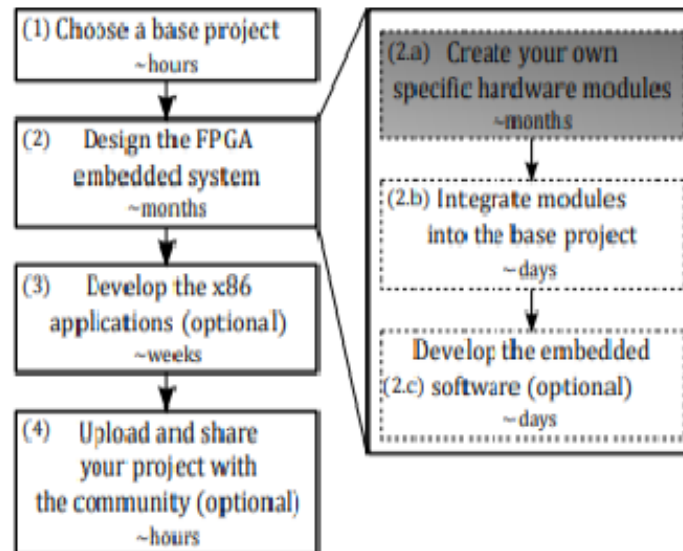 (1) Choose a base project
~hours
(2) Design the FPGA
embedded system
~months
(3) Develop the x86
applications (optional)
~weeks
(4) Upload and share
your project with
the community (optional)
~hours
(2.a) Create your own
specific hardware modules
~months
(2.b) Integrate modules
into the base project
~days
Develop the embedded
(2.c) software (optional)
~days